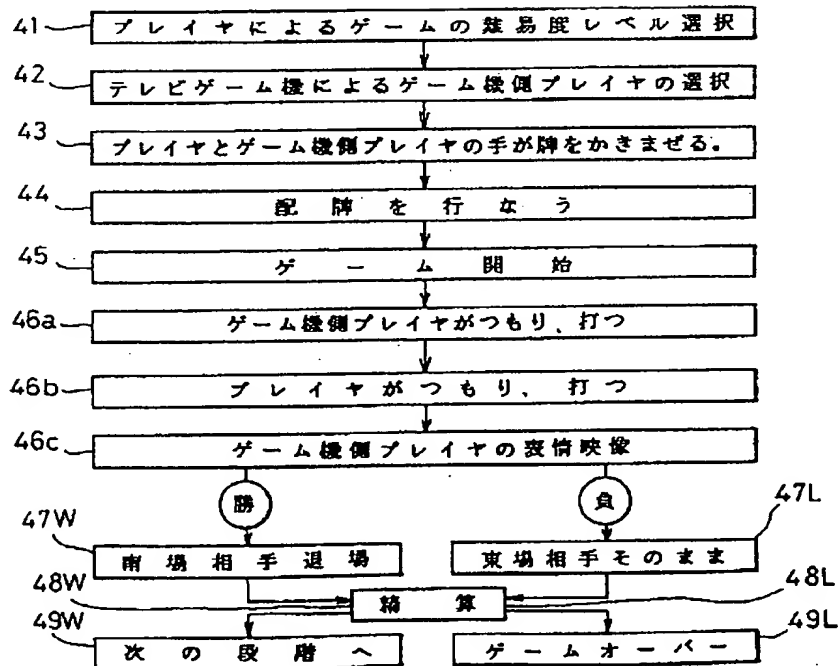 41 プレイヤによるゲームの難易度レベル選択
42 テレビゲーム機によるゲーム機側プレイヤの選択
43 プレイヤとゲーム機側プレイヤの手が牌をかきまぜる。
44 配牌を行なう
45 ゲーム開始
46a ゲーム機側プレイヤがつもり、打つ
46b プレイヤがつもり、打つ
46c ゲーム機側プレイヤの表情映像
勝 負
47W 南場相手退場
東場相手そのまま 47L
48W 精算 48L
49W 次の段階へ
ゲームオーバー 49L